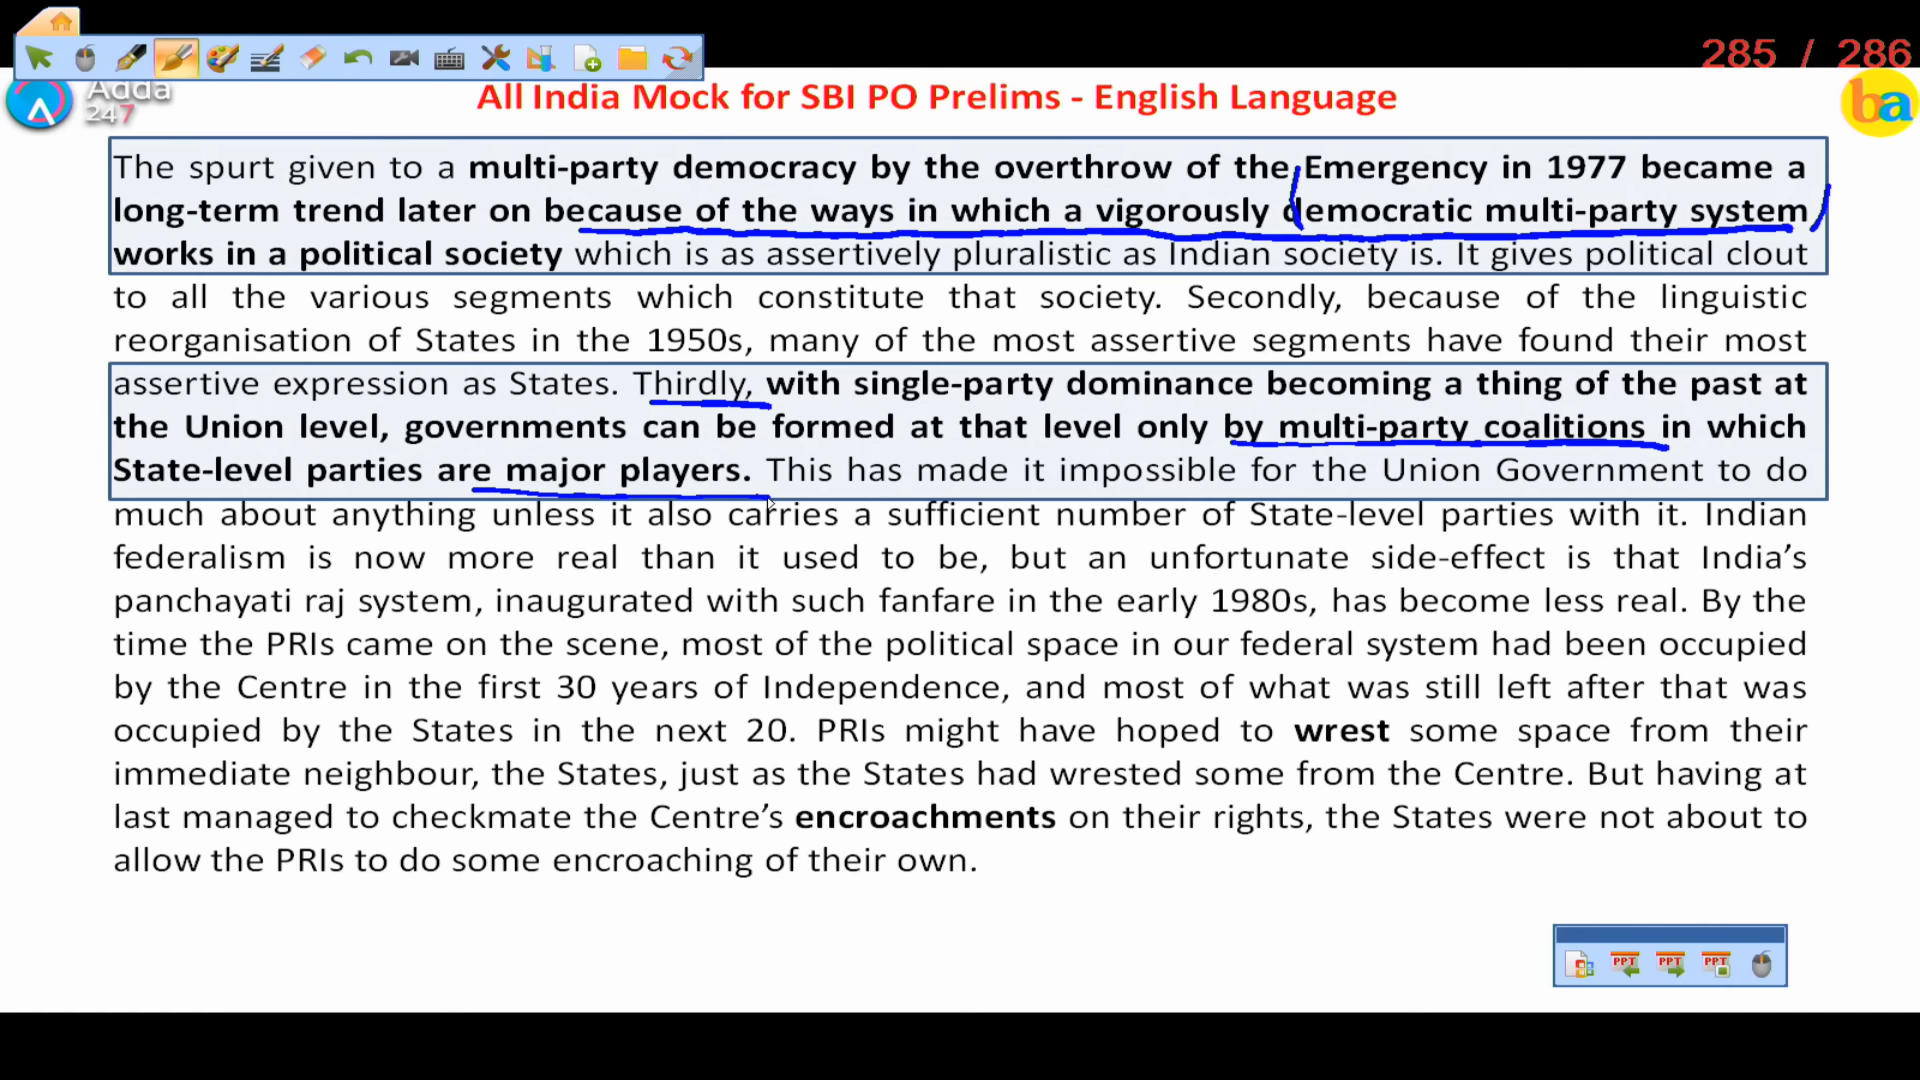 285 / 286
Adda
247
All India Mock for SBI PO Prelims - English Language
ba
The spurt given to a multi-party democracy by the overthrow of the Emergency in 1977 became a
long-term trend later on because of the ways in which a vigorously democratic multi-party system
works in a political society which is as assertively pluralistic as Indian society is. It gives political clout
to all the various segments which constitute that society. Secondly, because of the linguistic
reorganisation of States in the 1950s, many of the most assertive segments have found their most
assertive expression as States. Thirdly, with single-party dominance becoming a thing of the past at
the Union level, governments can be formed at that level only by multi-party coalitions in which
State-level parties are major players. This has made it impossible for the Union Government to do
much about anything unless it also carries a sufficient number of State-level parties with it. Indian
federalism is now more real than it used to be, but an unfortunate side-effect is that India’s
panchayati raj system, inaugurated with such fanfare in the early 1980s, has become less real. By the
time the PRIs came on the scene, most of the political space in our federal system had been occupied
by the Centre in the first 30 years of Independence, and most of what was still left after that was
occupied by the States in the next 20. PRIs might have hoped to wrest some space from their
immediate neighbour, the States, just as the States had wrested some from the Centre. But having at
last managed to checkmate the Centre’s encroachments on their rights, the States were not about to
allow the PRIs to do some encroaching of their own.
PPT PPT PPT